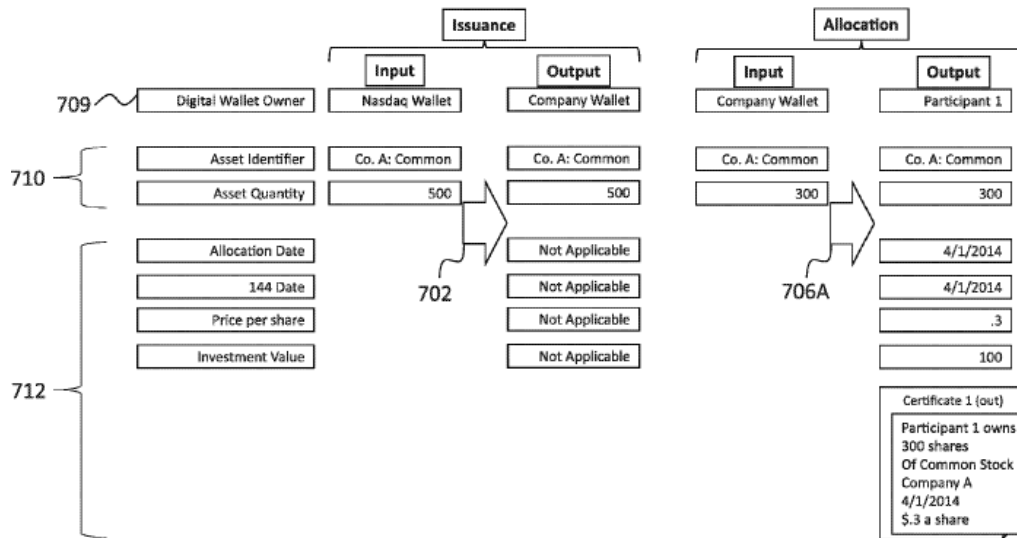 Issuance Allocation
Input Output Input Output
709 Digital Wallet Owner Nasdaq Wallet Company Wallet Company Wallet Participant 1
710 Asset Identifier Co. A: Common Co. A: Common Co. A: Common Co. A: Common
Asset Quantity 500 500 300 300
Allocation Date Not Applicable 4/1/2014
702 706A
144 Date Not Applicable 4/1/2014
Price per share Not Applicable .3
Investment Value Not Applicable 100
712
Certificate 1 (out)
Participant 1 owns
300 shares
Of Common Stock
Company A
4/1/2014
$.3 a share